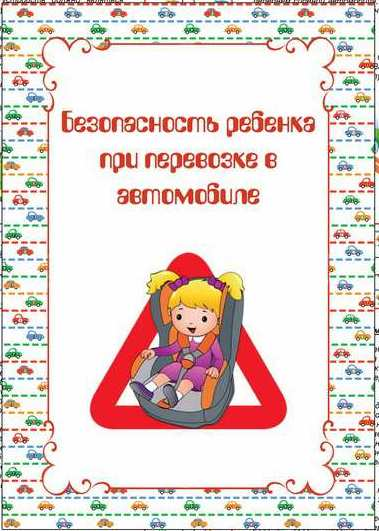 Безопасность ребенка
при перевозке в
автомобиле